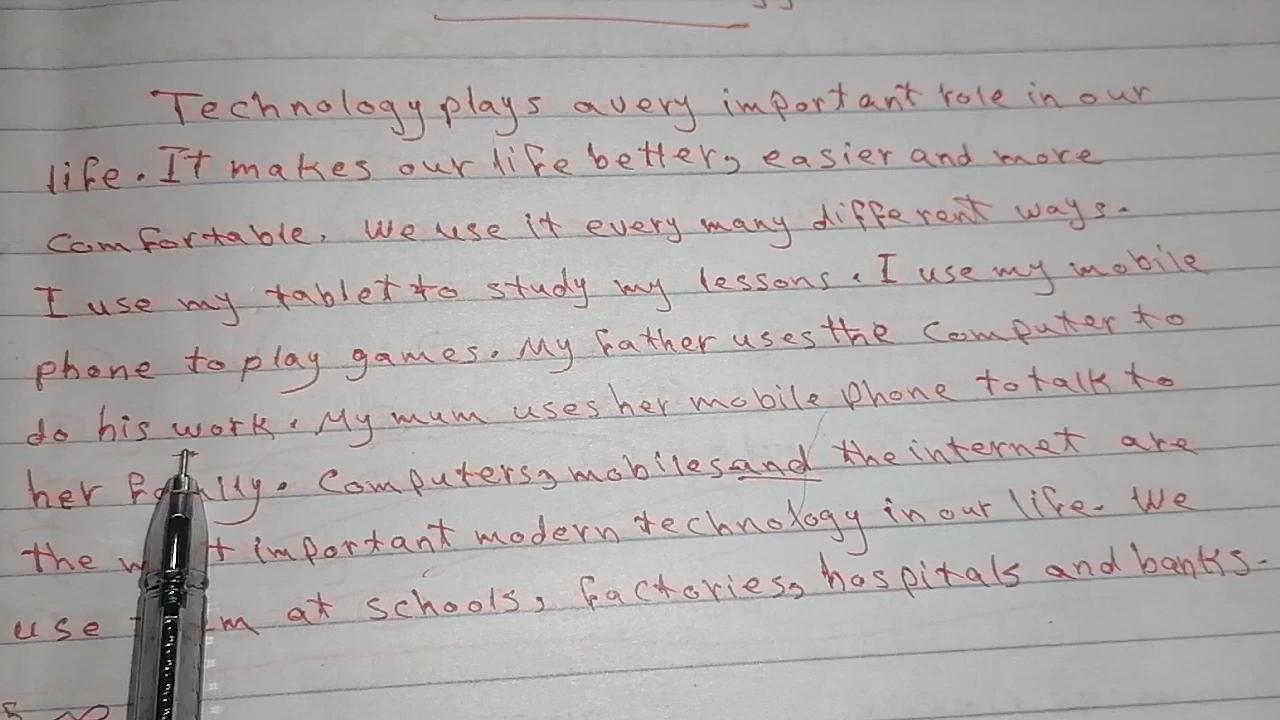 Technology plays a very important role in our
life. It makes our life better, easier and more
comfortable. We use it every many different ways.
I use my tablet to study my lessons. I use my mobile
phone to play games. My father uses the computer to
do his work. My mum uses her mobile phone to talk to
her
Computers, mobiles and the internet are
the important modern technology in our life. We
use at schools, factories, hospitals and banks.